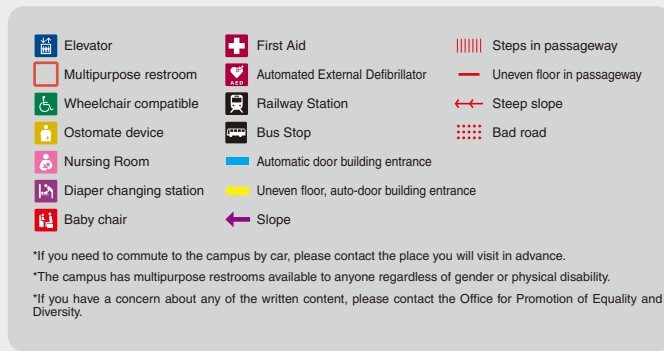 Elevator
Multipurpose restroom
Wheelchair compatible
Ostomate device
Nursing Room
Diaper changing station
Baby chair
First Aid
AED
Automated External Defibrillator
Railway Station
Bus Stop
Automatic door building entrance
Uneven floor, auto-door building entrance
Slope
Steps in passageway
Uneven floor in passageway
Steep slope
Bad road
*If you need to commute to the campus by car, please contact the place you will visit in advance.
*The campus has multipurpose restrooms available to anyone regardless of gender or physical disability.
*If you have a concern about any of the written content, please contact the Office for Promotion of Equality and
Diversity.